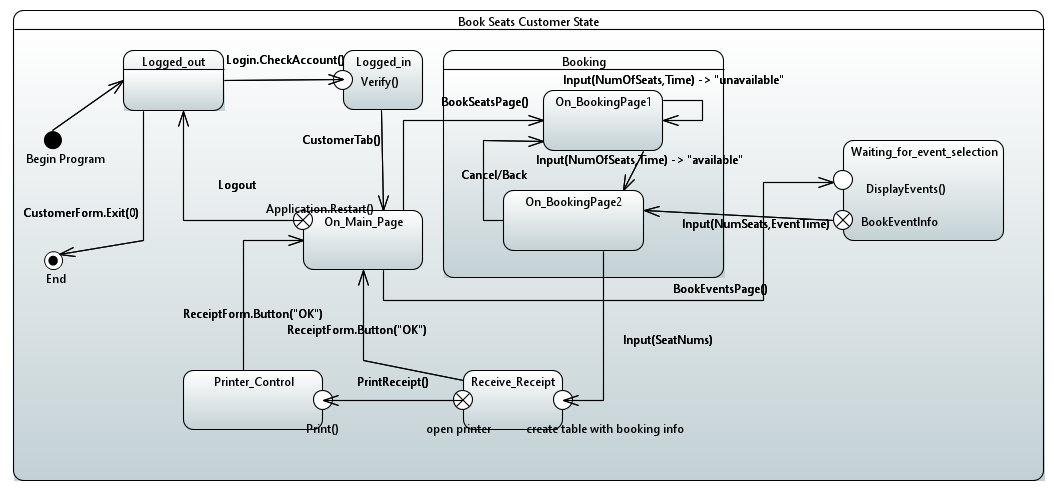 Book Seats Customer State
Logged_out
Login.CheckAccount()
Logged_in
Verify()
Booking
Input(NumOfSeats,Time) -> "unavailable"
On_BookingPage1
BookSeatsPage()
Begin Program
CustomerTab()
Input(NumOfSeats,Time) -> "available"
Waiting_for_event_selection
Cancel/Back
Logout
DisplayEvents()
CustomerForm.Exit(0)
Application.Restart()
On_Main_Page
On_BookingPage2
Input(NumSeats,EventTime)
BookEventInfo
End
BookEventsPage()
ReceiptForm.Button("OK")
ReceiptForm.Button("OK")
Input(SeatNums)
Printer_Control
PrintReceipt()
Receive_Receipt
Print()
open printer
create table with booking info